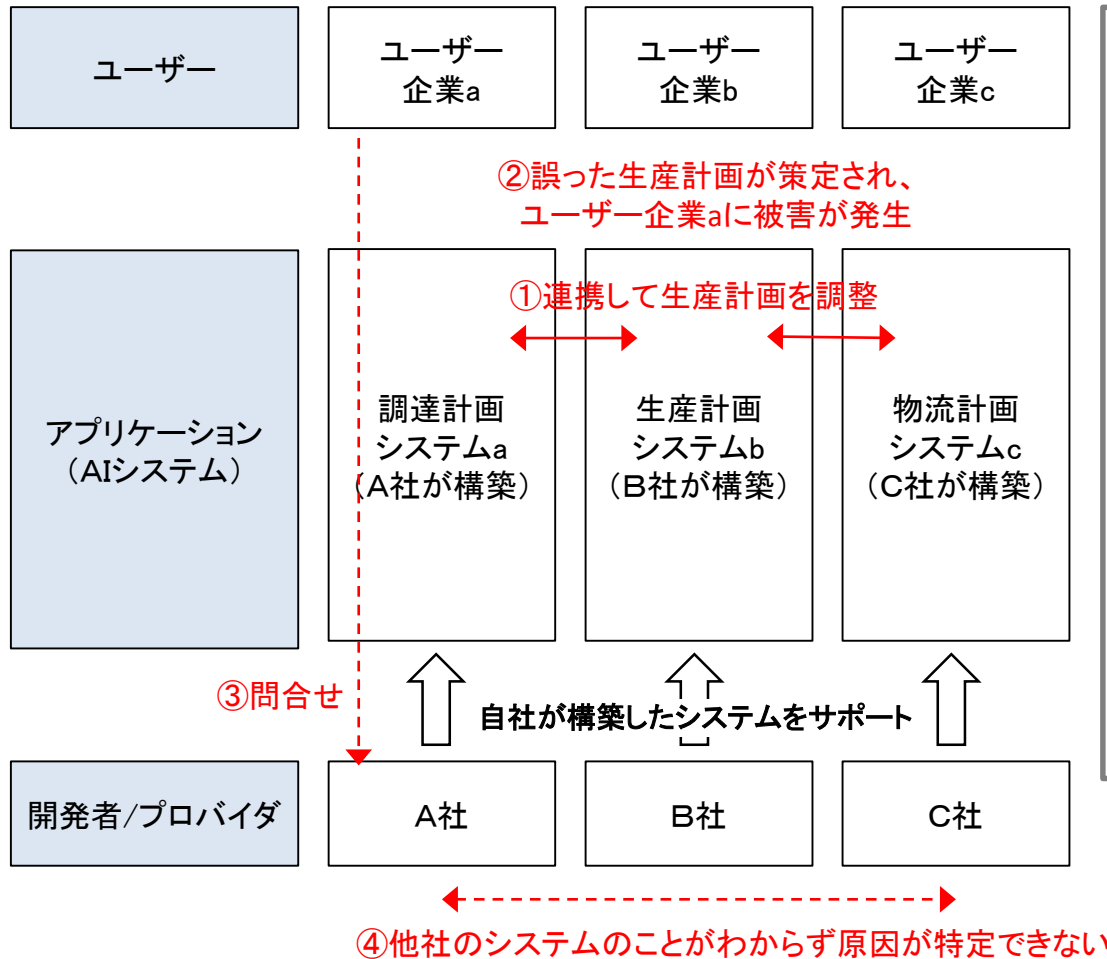 ユーザー
ユーザー
企業a
ユーザー
企業b
ユーザー
企業c
②誤った生産計画が策定され、
ユーザー企業aに被害が発生
①連携して生産計画を調整
アプリケーション
（AIシステム）
調達計画
システムa
（A社が構築）
生産計画
システムb
（B社が構築）
物流計画
システムc
（C社が構築）
③問合せ
自社が構築したシステムをサポート
開発者/プロバイダ
A社
B社
C社
④他社のシステムのことがわからず原因が特定できない